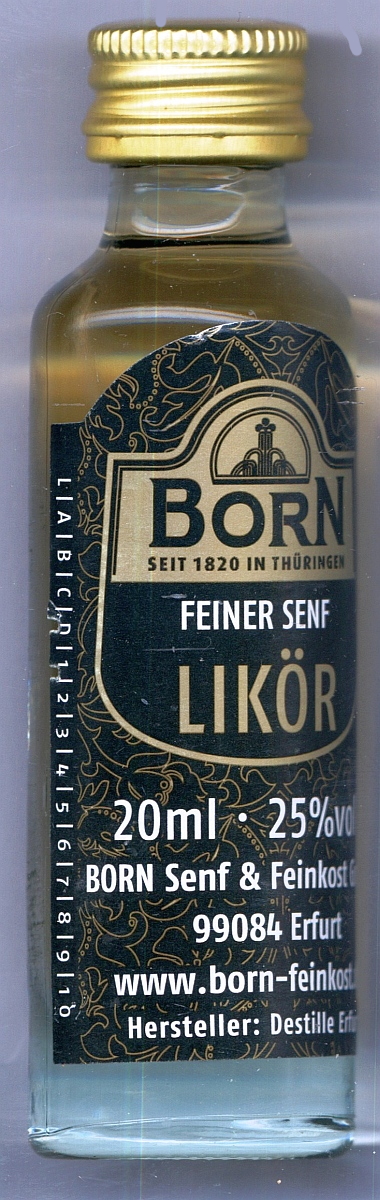 BORN
SEIT 1820 IN THÜRINGEN
FEINER SENF
LIKÖR
20ml · 25%vol
BORN Senf & Feinkost
99084 Erfurt
www.born-feinkost.
Hersteller: Destille
L|A|B|C|D|1|2|3|4|5|6|7|8|9|10